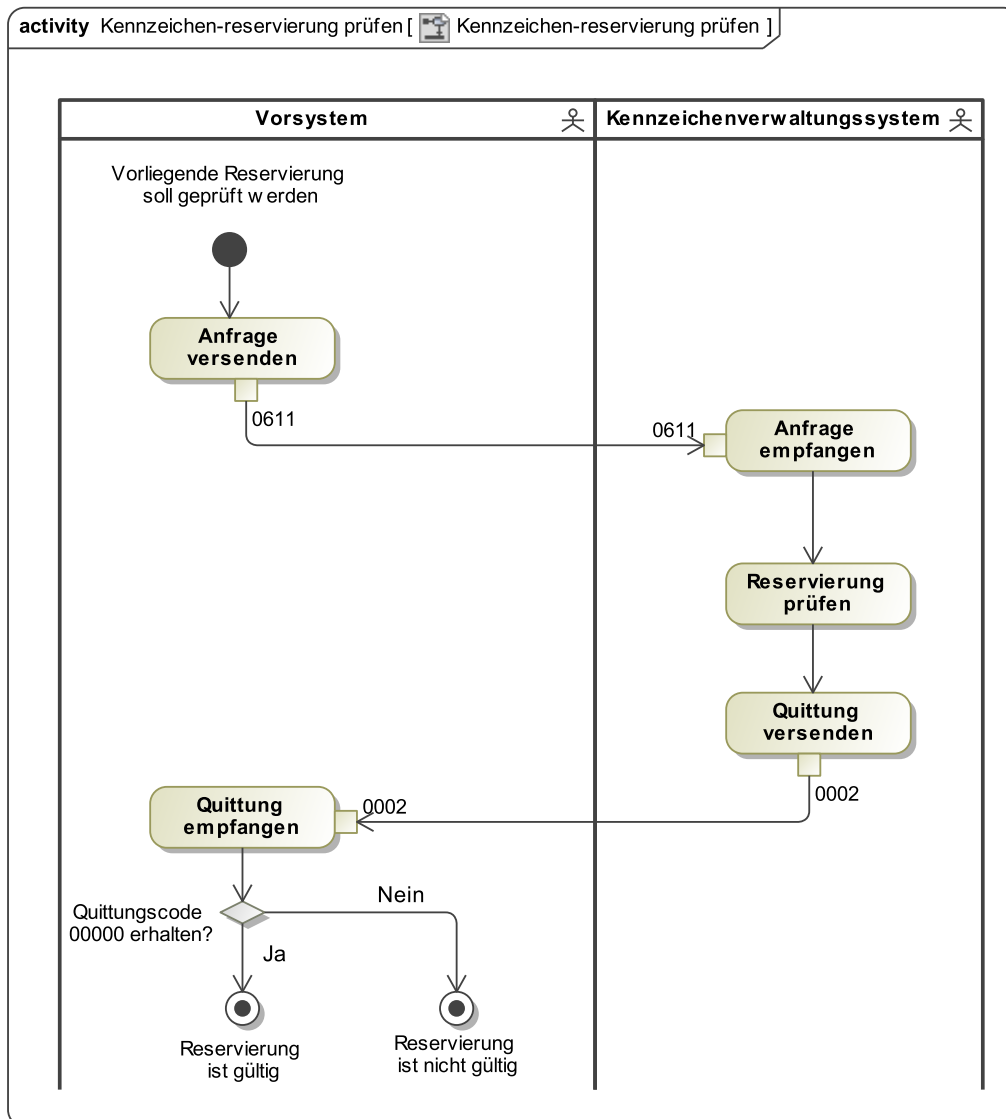 activity Kennzeichen-reservierung prüfen [ Kennzeichen-reservierung prüfen ]
Vorsystem
Kennzeichenverwaltungssystem
Vorliegende Reservierung
soll geprüft werden
Anfrage
versenden
0611
0611
Anfrage
empfangen
Reservierung
prüfen
Quittung
versenden
0002
0002
Quittung
empfangen
Quittungscode
00000 erhalten?
Nein
Ja
Reservierung
ist gültig
Reservierung
ist nicht gültig